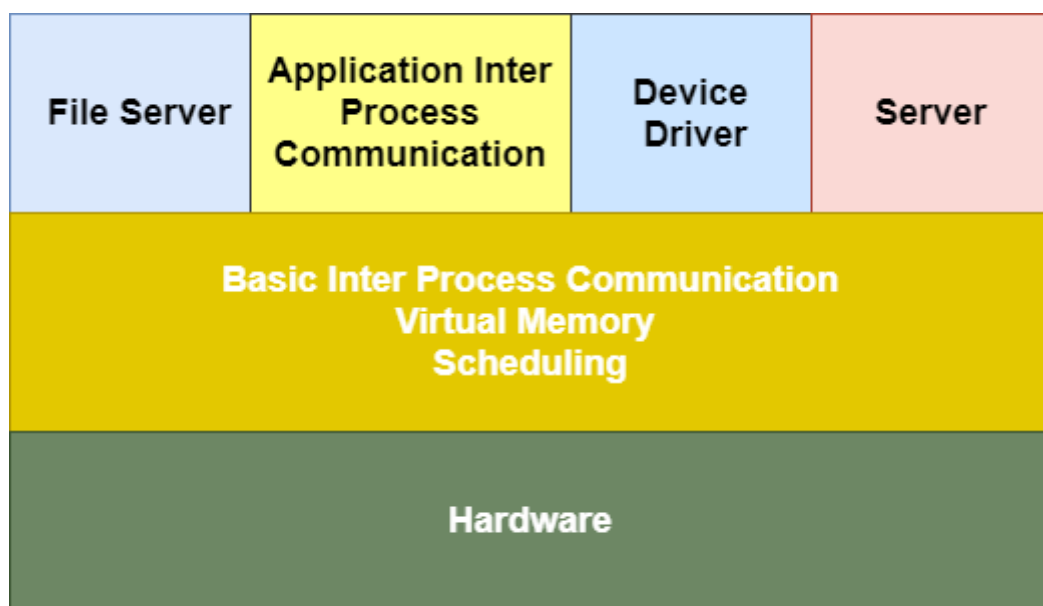 File Server
Application Inter
Process
Communication
Device
Driver
Server
Basic Inter Process Communication
Virtual Memory
Scheduling
Hardware